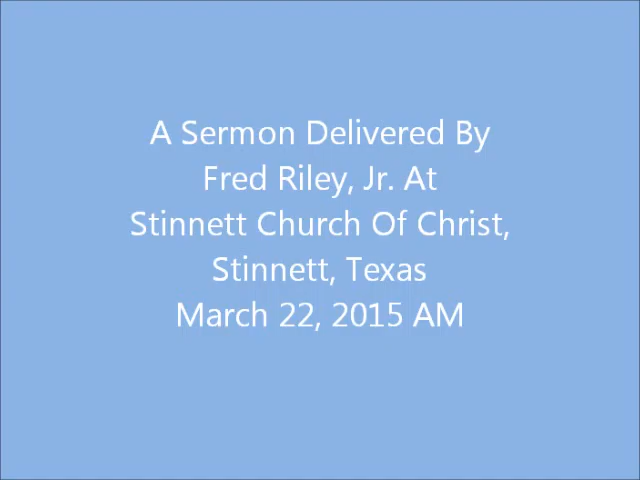 A Sermon Delivered By
Fred Riley, Jr. At
Stinnett Church Of Christ,
Stinnett, Texas
March 22, 2015 AM